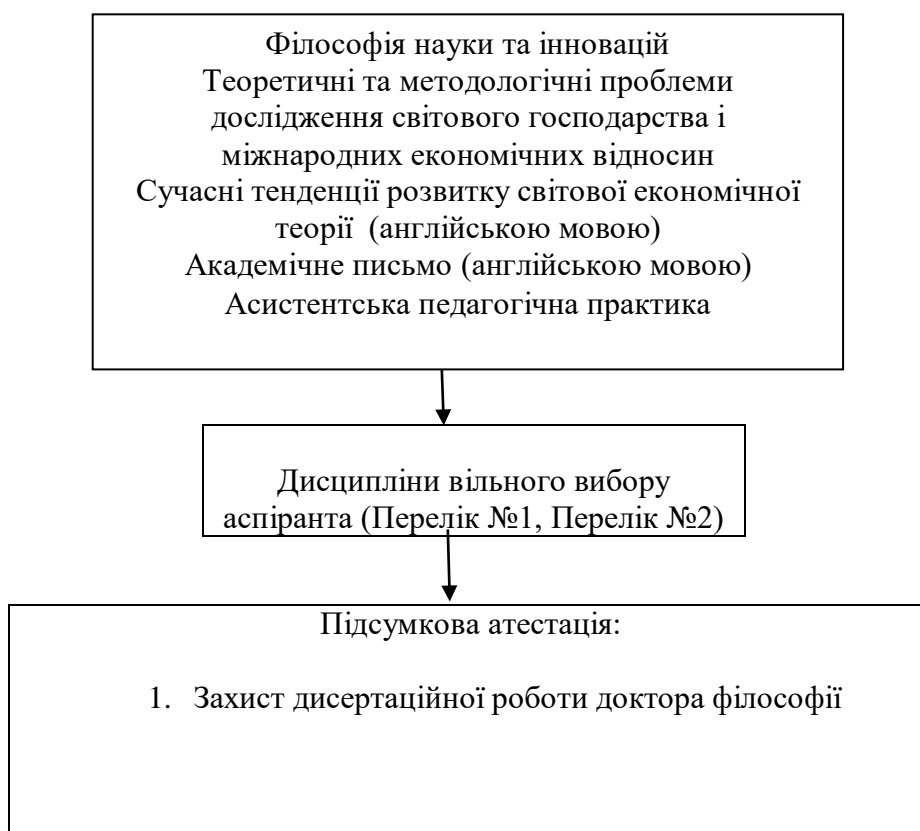 Філософія науки та інновацій
Теоретичні та методологічні проблеми
дослідження світового господарства і
міжнародних економічних відносин
Сучасні тенденції розвитку світової економічної
теорії (англійською мовою)
Академічне письмо (англійською мовою)
Асистентська педагогічна практика
Дисципліни вільного вибору
аспіранта (Перелік №1, Перелік №2)
Підсумкова атестація:
1. Захист дисертаційної роботи доктора філософії